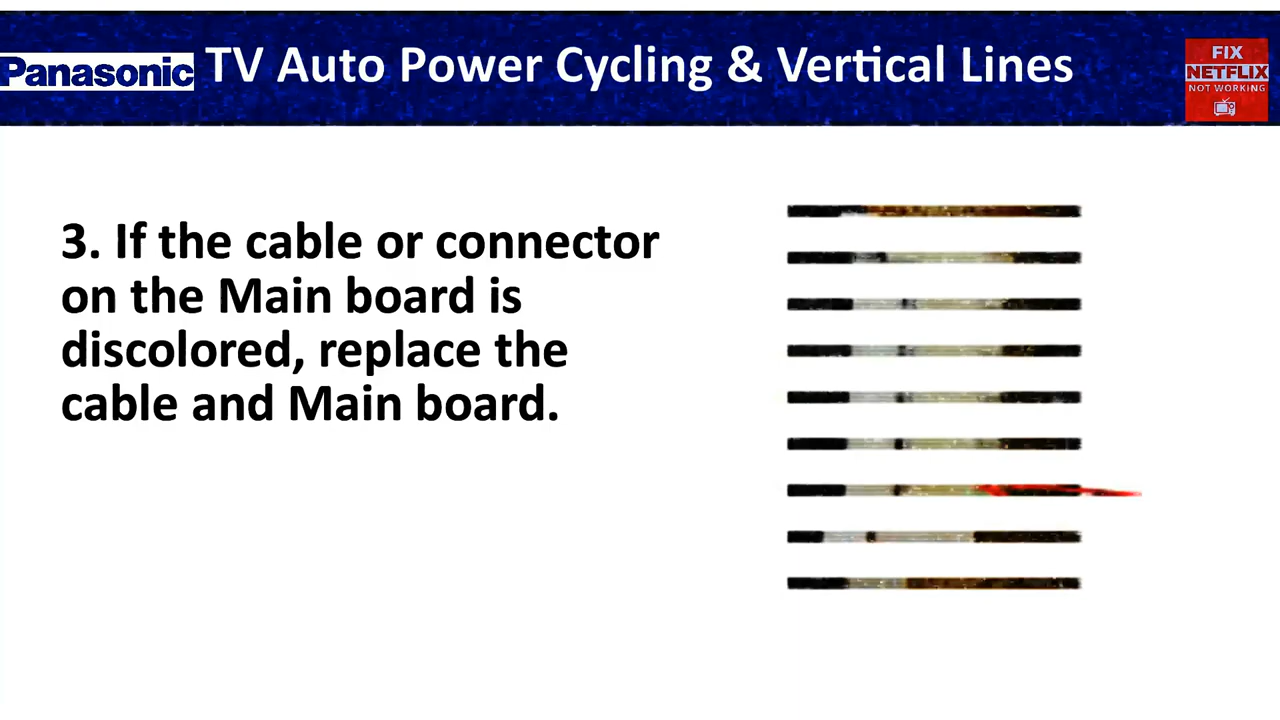 Panasonic TV Auto Power Cycling & Vertical Lines
FIX
NETFLIX
NOT WORKING
3. If the cable or connector
on the Main board is
discolored, replace the
cable and Main board.